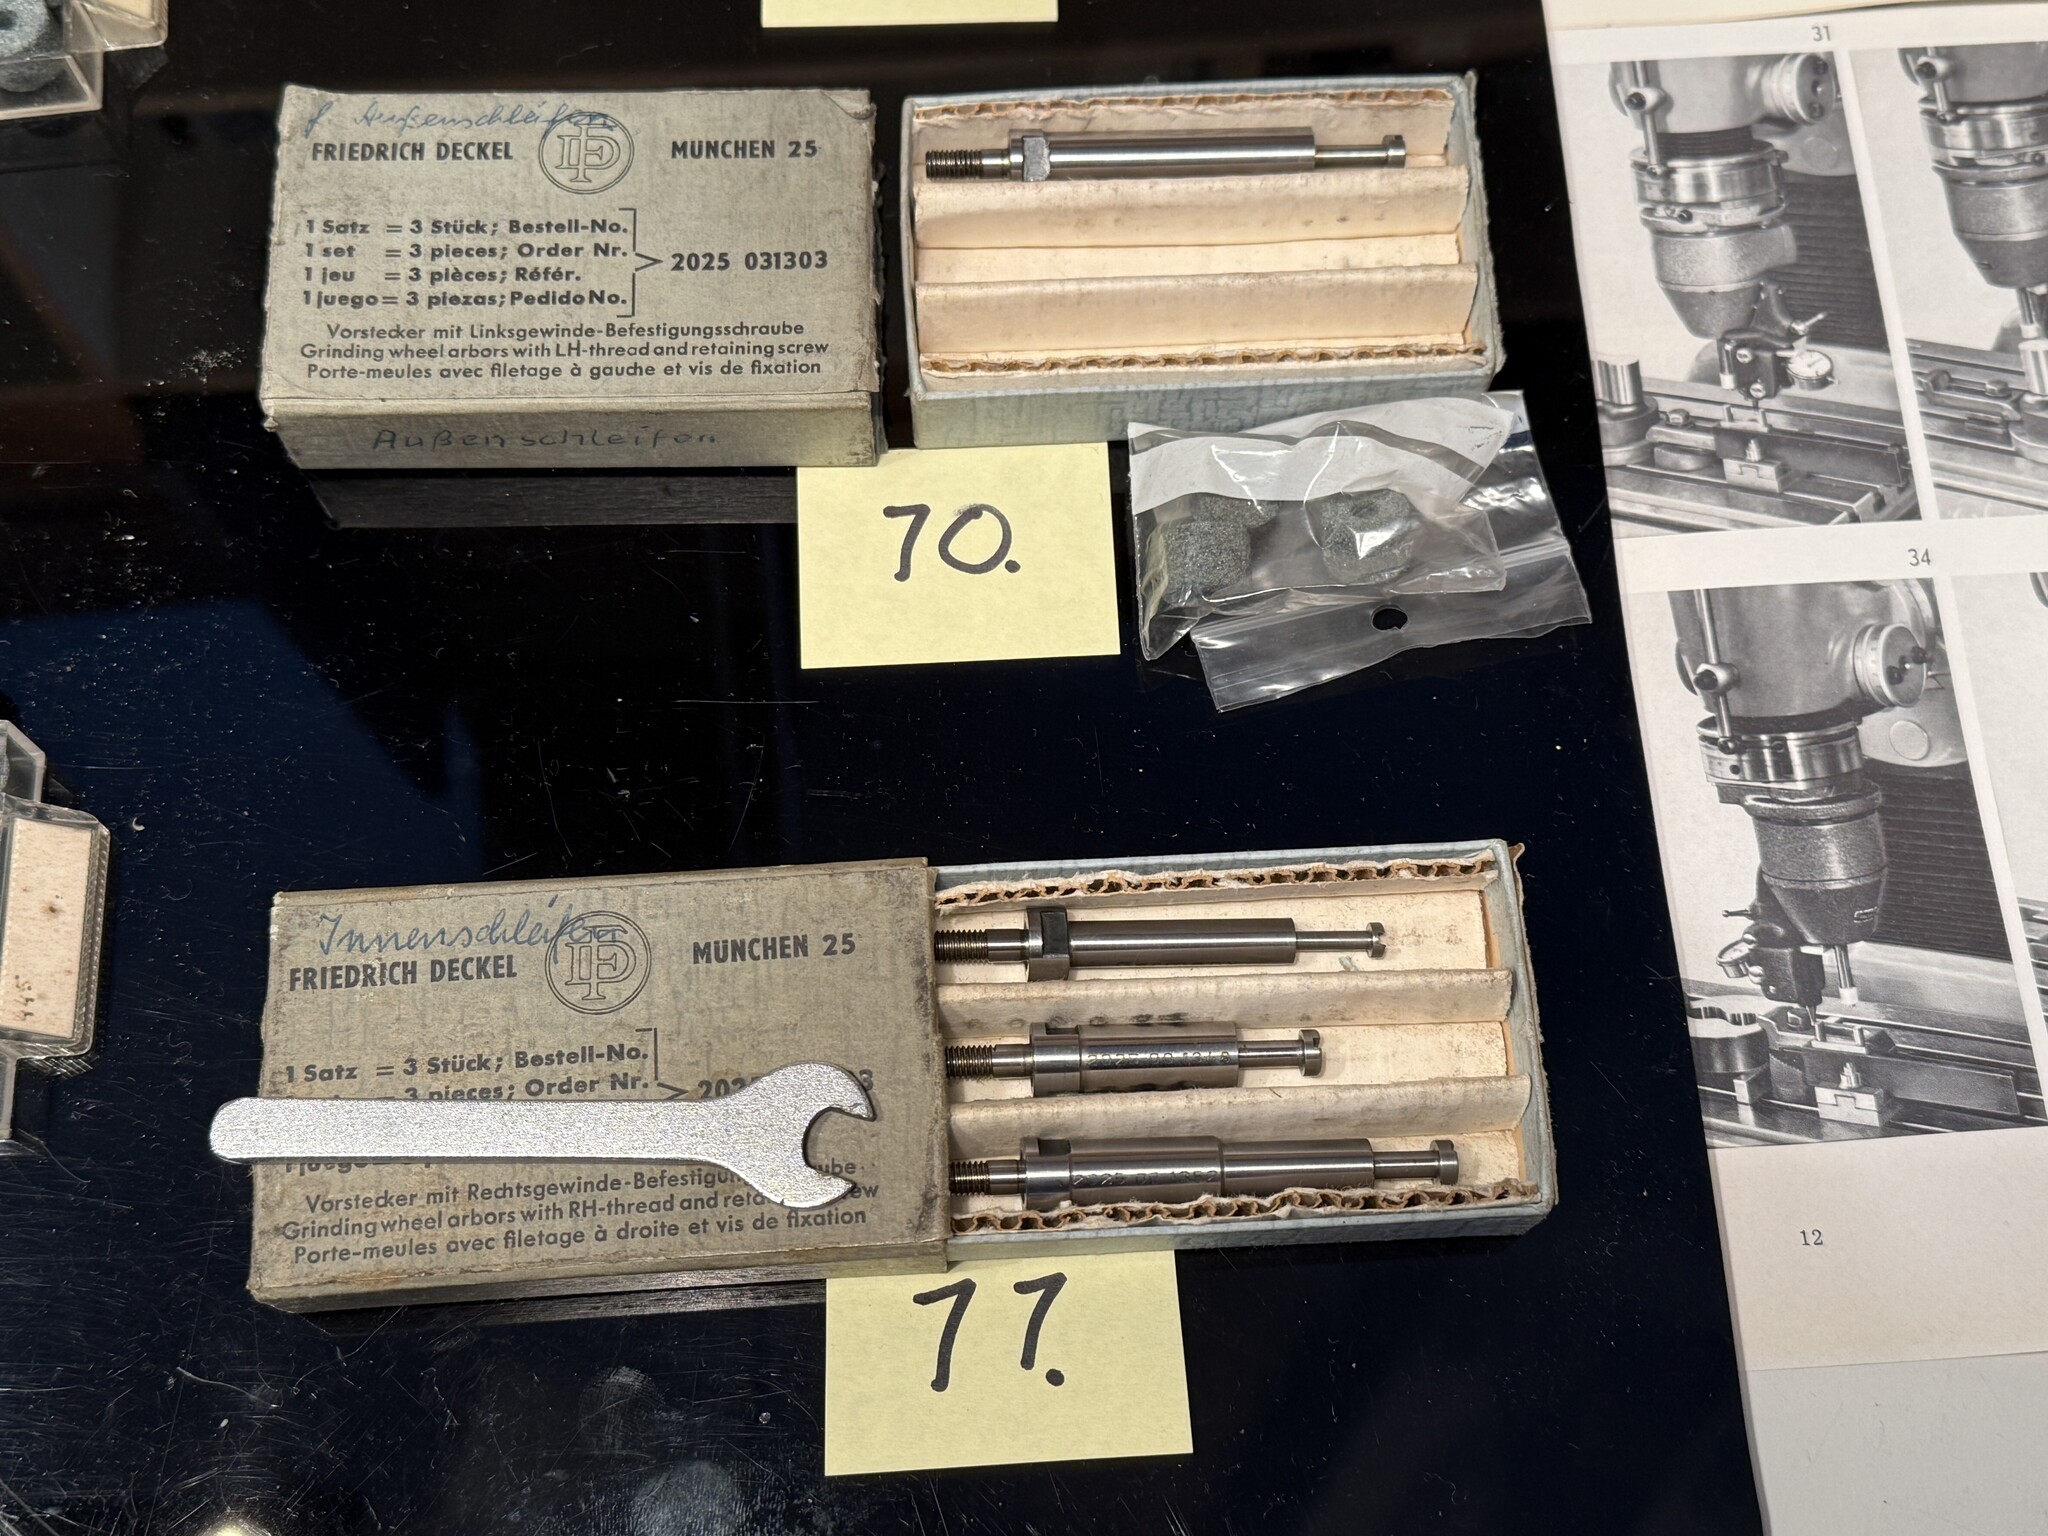 f. Außenschleifen
FRIEDRICH DECKEL
FD
MÜNCHEN 25
1 Satz = 3 Stück; Bestell-No.
1 set = 3 pieces; Order Nr.
1 jeu = 3 pièces; Référ.
1 juego = 3 piezas; Pedido No.
2025 031303
Vorstecker mit Linksgewinde-Befestigungsschraube
Grinding wheel arbors with LH-thread and retaining screw
Porte-meules avec filetage à gauche et vis de fixation
Außenschleifen
70.
31
34
Innenschleifen
FRIEDRICH DECKEL
FD
MÜNCHEN 25
1 Satz = 3 Stück; Bestell-No.
3 pieces; Order Nr.
1 juego
Vorstecker mit Rechtsgewinde-
Grinding wheel arbors with RH-thread and
Porte-meules avec filetage à droite et vis de fixation
77.
12